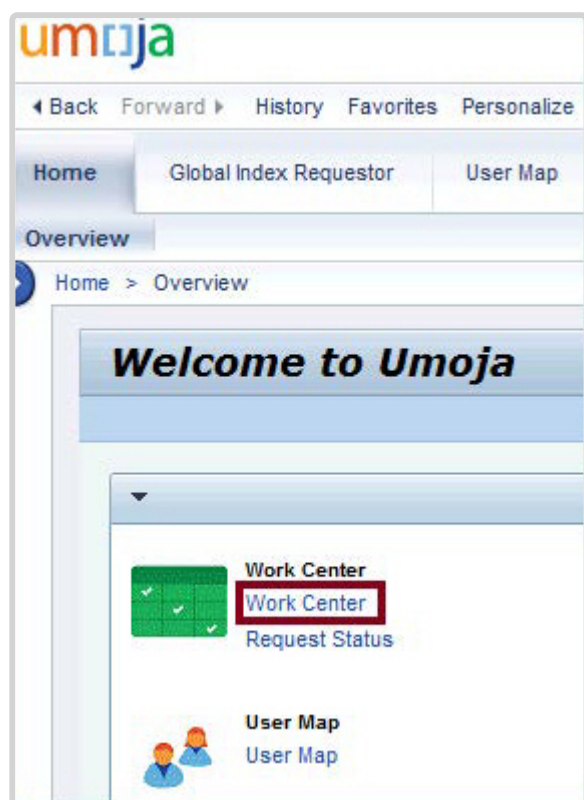 umoja
Back Forward History Favorites Personalize
Home Global Index Requestor User Map
Overview
Home > Overview
Welcome to Umoja
Work Center
Work Center
Request Status
User Map
User Map